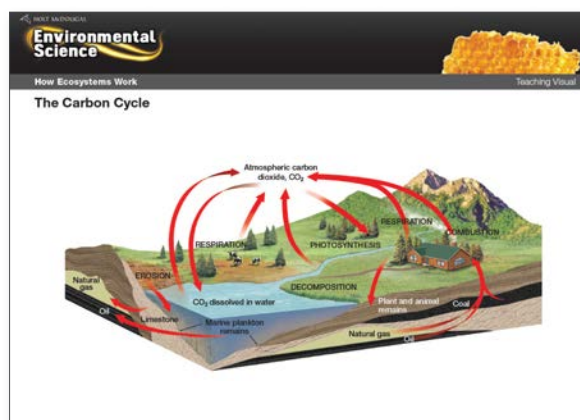 HOLT McDOUGAL
Environmental
Science
How Ecosystems Work
Teaching Visual
The Carbon Cycle
Atmospheric carbon
dioxide, CO₂
RESPIRATION
RESPIRATION
PHOTOSYNTHESIS
COMBUSTION
EROSION
DECOMPOSITION
Natural
gas
CO₂ dissolved in water
Plant and animal
remains
Coal
Oil
Limestone
Marine plankton
remains
Natural gas
Oil